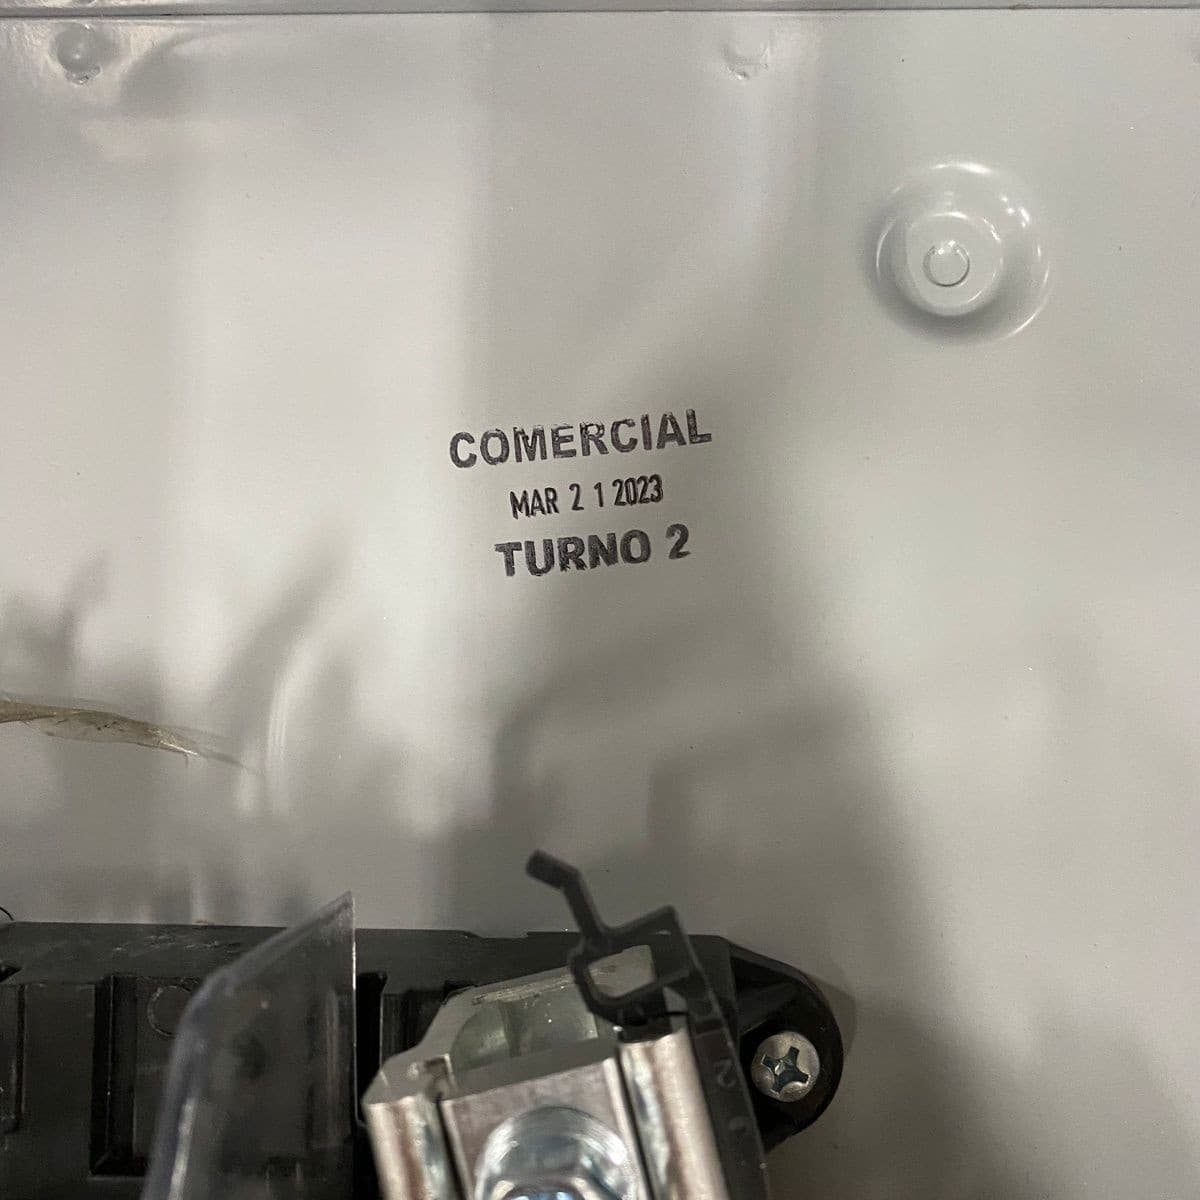 COMERCIAL
MAR 2 1 2023
TURNO 2